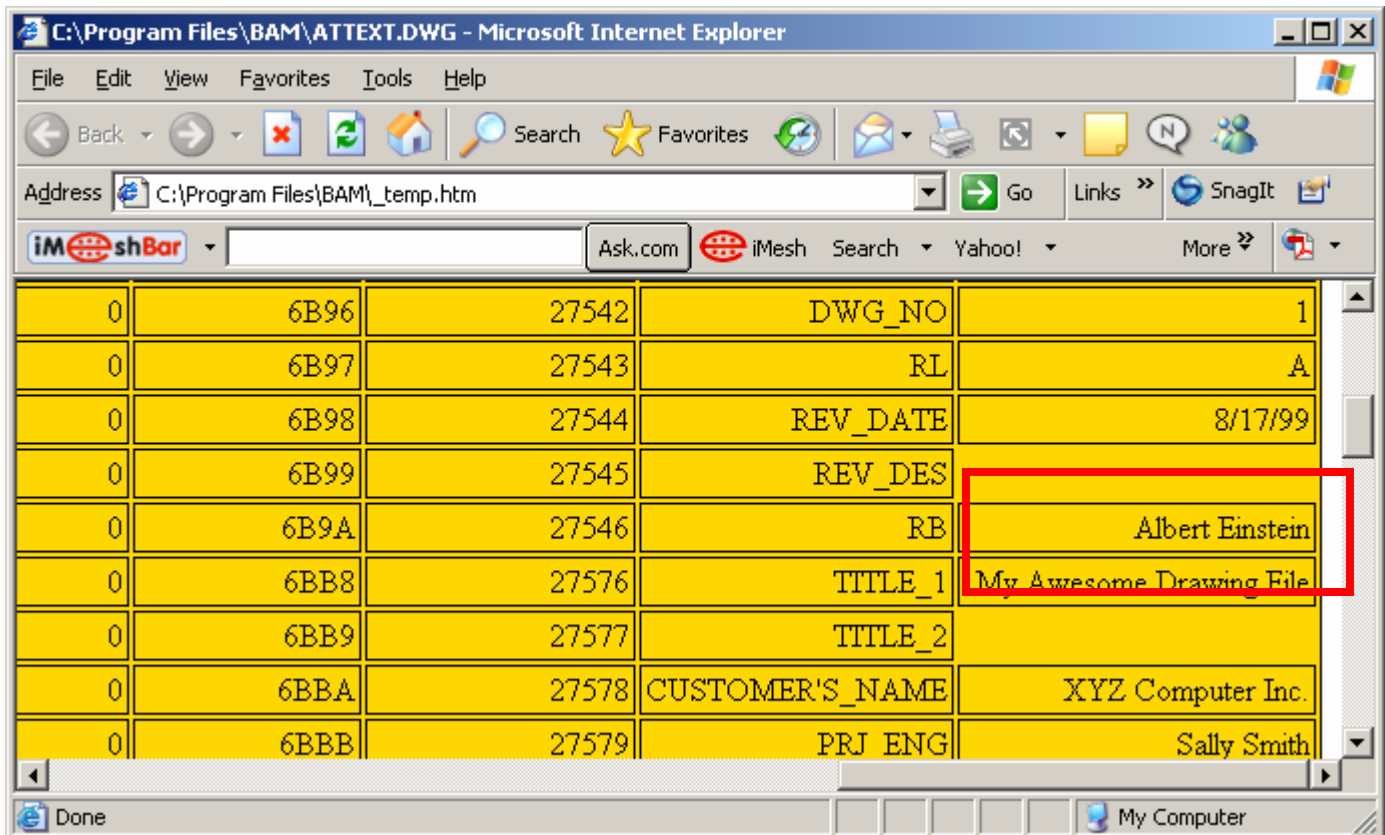 C:\Program Files\BAM\ATTEXT.DWG - Microsoft Internet Explorer
File Edit View Favorites Tools Help
Back Search Favorites N
Address C:\Program Files\BAM\_temp.htm Go Links » SnagIt
iMeshBar Ask.com iMesh Search Yahoo! More »
0 6B96 27542 DWG_NO 1
0 6B97 27543 RL A
0 6B98 27544 REV_DATE 8/17/99
0 6B99 27545 REV_DES
0 6B9A 27546 RB Albert Einstein
0 6BB8 27576 TITLE_1 My Awesome Drawing File
0 6BB9 27577 TITLE_2
0 6BBA 27578 CUSTOMER'S_NAME XYZ Computer Inc.
0 6BBB 27579 PRJ_ENG Sally Smith
Done My Computer